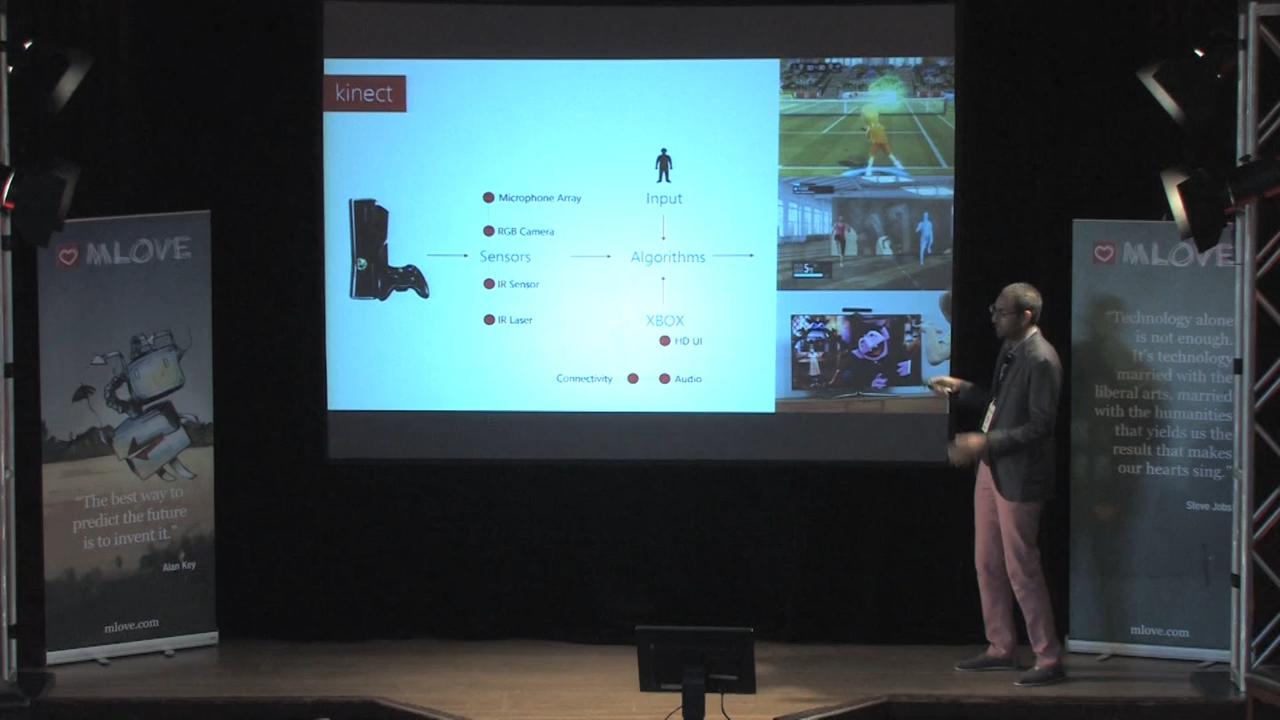 kinect
Microphone Array
RGB Camera
Sensors
IR Sensor
IR Laser
Input
Algorithms
XBOX
HD UI
Connectivity
Audio
MLOVE
"The best way to
predict the future
is to invent it."
Alan Key
mlove.com
MLOVE
"Technology alone
is not enough.
It's technology
married with the
liberal arts, married
with the humanities
that yields us the
result that makes
our hearts sing."
Steve Jobs
mlove.com